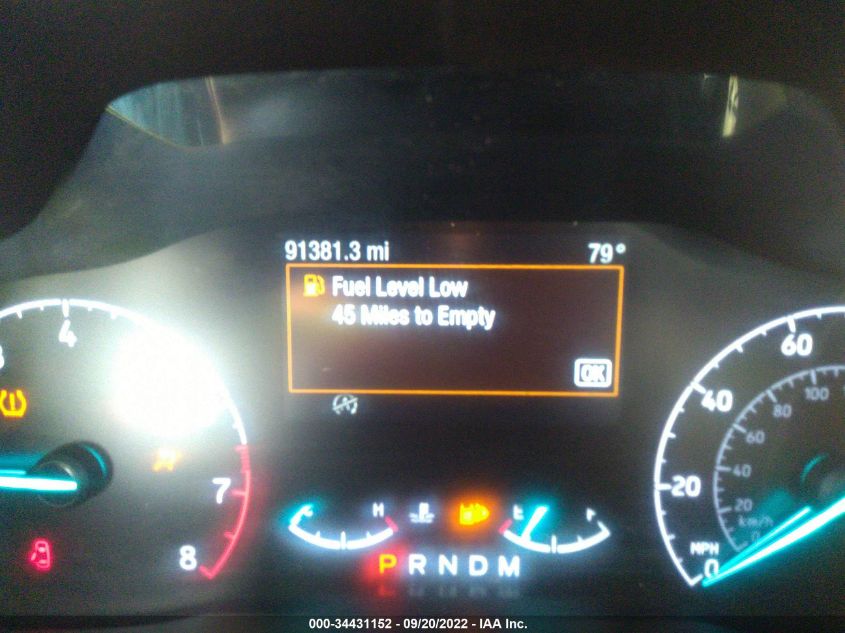 91381.3 mi 79°
Fuel Level Low
45 Miles to Empty
OK
4
7
8
H
E F
P R N D M
60
40
20
0
MPH
100
80
60
40
20
0
km/h
000-34431152 - 09/20/2022 - IAA Inc.